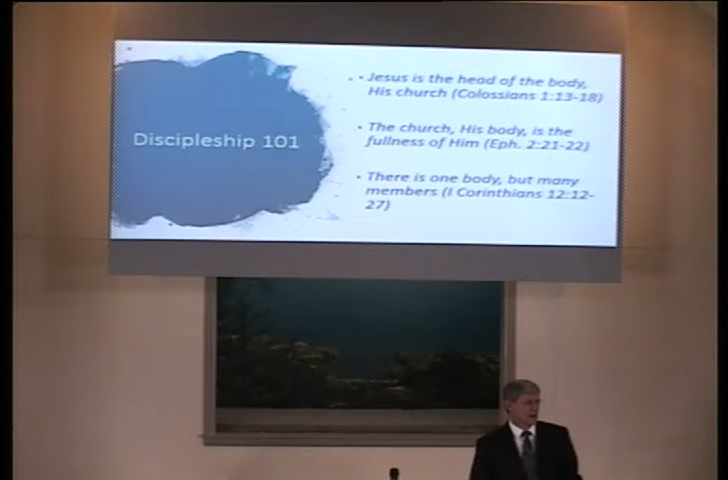 Discipleship 101
• Jesus is the head of the body,
His church (Colossians 1:13-18)
• The church, His body, is the
fullness of Him (Eph. 2:21-22)
• There is one body, but many
members (I Corinthians 12:12-
27)